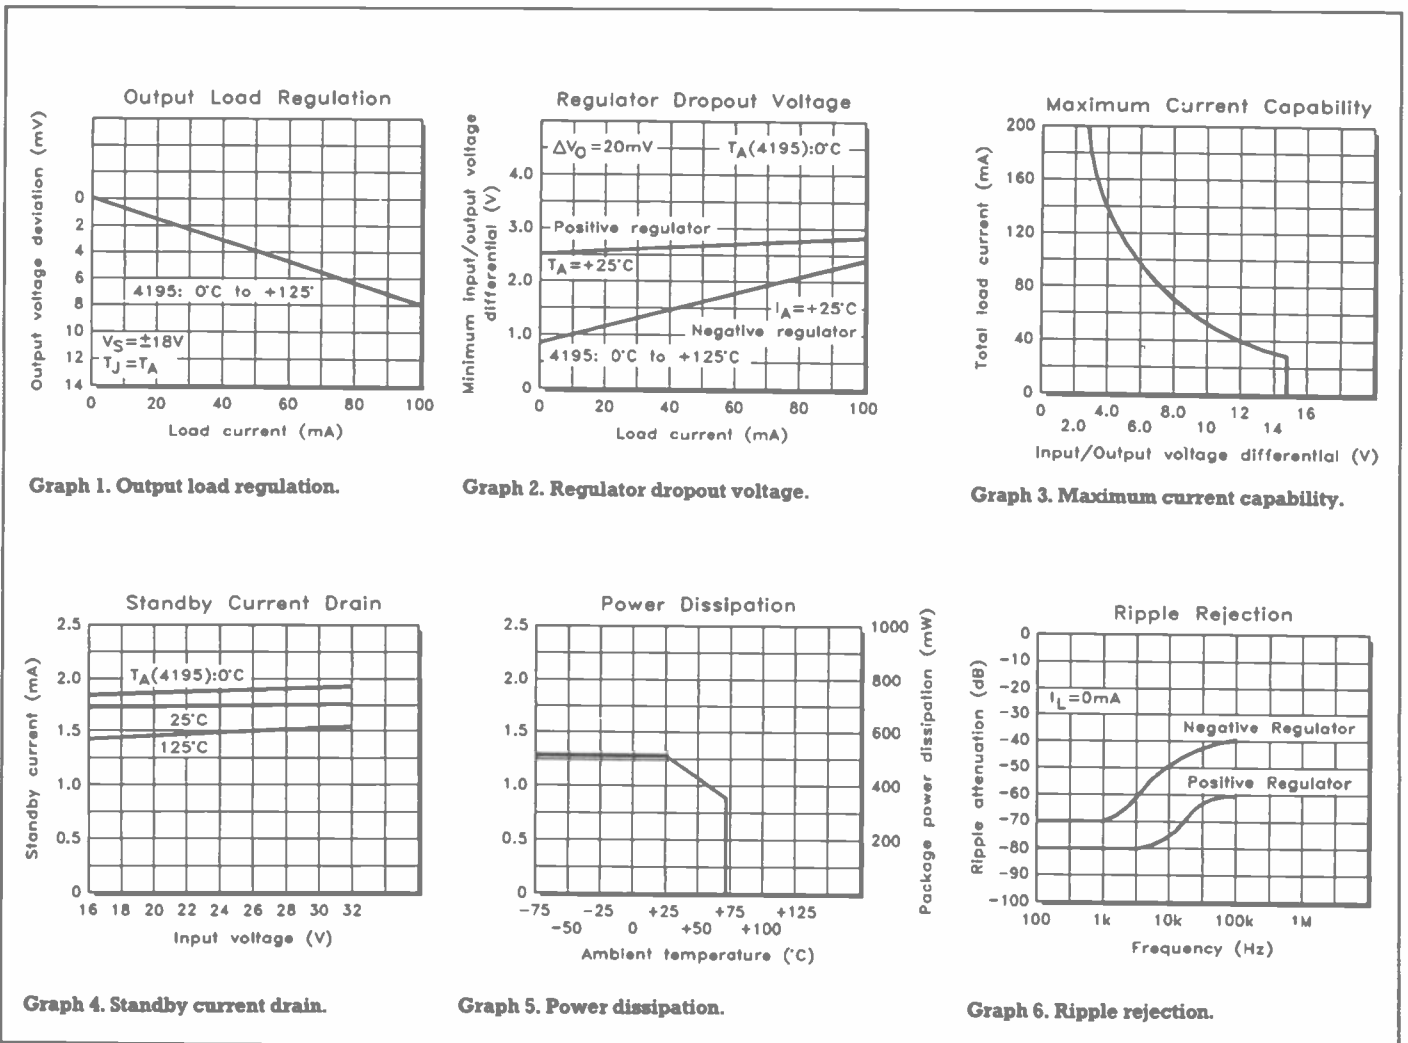 Output Load Regulation
Output voltage deviation (mV)
0
2
4
6
8
10
12
14
4195: 0°C to +125°
VS=±18V
TJ=TA
0 20 40 60 80 100
Load current (mA)
Graph 1. Output load regulation.
Regulator Dropout Voltage
Minimum input/output voltage
differential (V)
ΔVO=20mV
TA(4195):0°C
4.0
3.0
2.0
1.0
0
Positive regulator
TA=+25°C
IA=+25°C
Negative regulator
4195: 0°C to +125°C
0 20 40 60 80 100
Load current (mA)
Graph 2. Regulator dropout voltage.
Maximum Current Capability
Total load current (mA)
200
160
120
80
40
0
0 4.0 8.0 12 16
2.0 6.0 10 14
Input/Output voltage differential (V)
Graph 3. Maximum current capability.
Standby Current Drain
Standby current (mA)
2.5
2.0
1.5
1.0
0.5
0
TA(4195):0°C
25°C
125°C
16 18 20 22 24 26 28 30 32
Input voltage (V)
Graph 4. Standby current drain.
Power Dissipation
2.5
2.0
1.5
1.0
0.5
0
1000
800
600
400
200
Package power dissipation (mW)
-75 -25 +25 +75 +125
-50 0 +50 +100
Ambient temperature (°C)
Graph 5. Power dissipation.
Ripple Rejection
Ripple attenuation (dB)
0
-10
-20
-30
-40
-50
-60
-70
-80
-90
-100
IL=0mA
Negative Regulator
Positive Regulator
100 1k 10k 100k 1M
Frequency (Hz)
Graph 6. Ripple rejection.